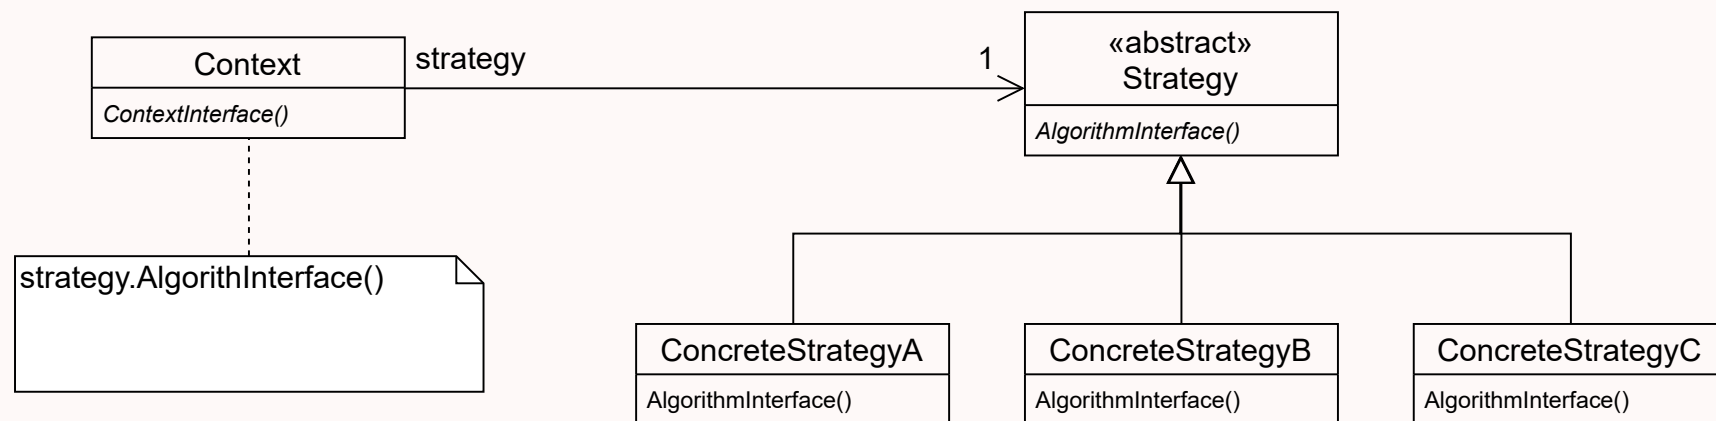 Context
ContextInterface()
strategy
1
«abstract»
Strategy
AlgorithmInterface()
strategy.AlgorithInterface()
ConcreteStrategyA
AlgorithmInterface()
ConcreteStrategyB
AlgorithmInterface()
ConcreteStrategyC
AlgorithmInterface()